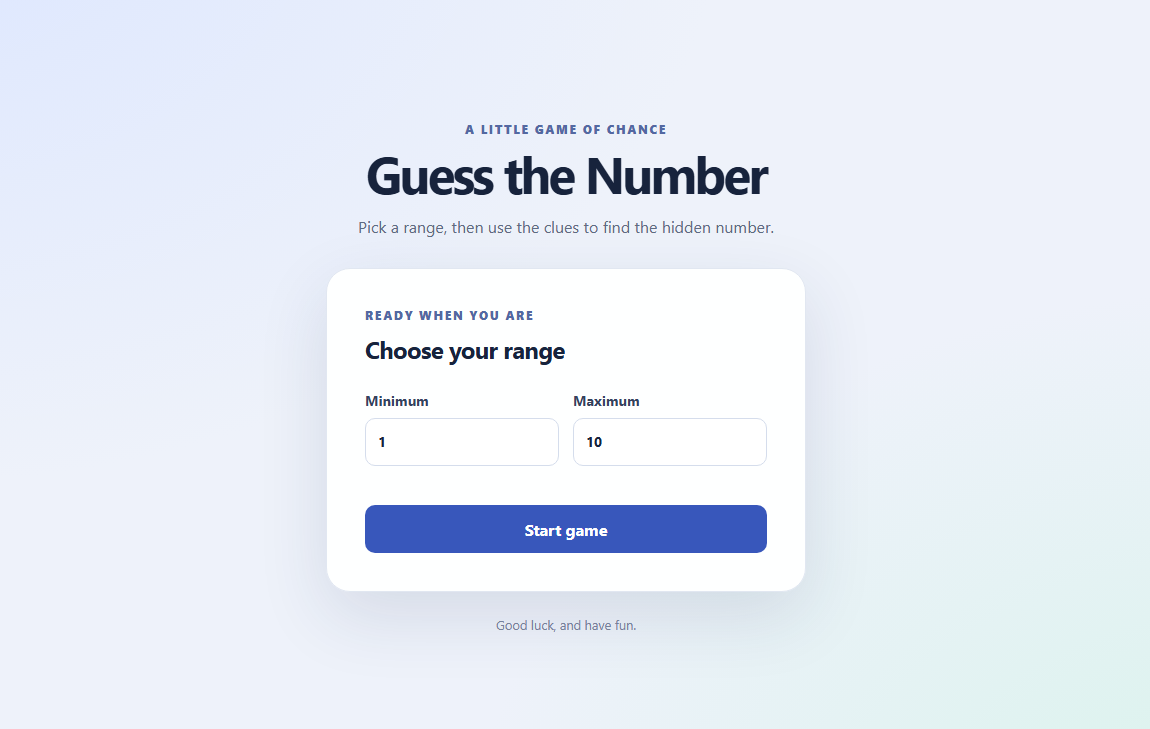 A LITTLE GAME OF CHANCE
Guess the Number
Pick a range, then use the clues to find the hidden number.
READY WHEN YOU ARE
Choose your range
Minimum Maximum
1 10
Start game
Good luck, and have fun.